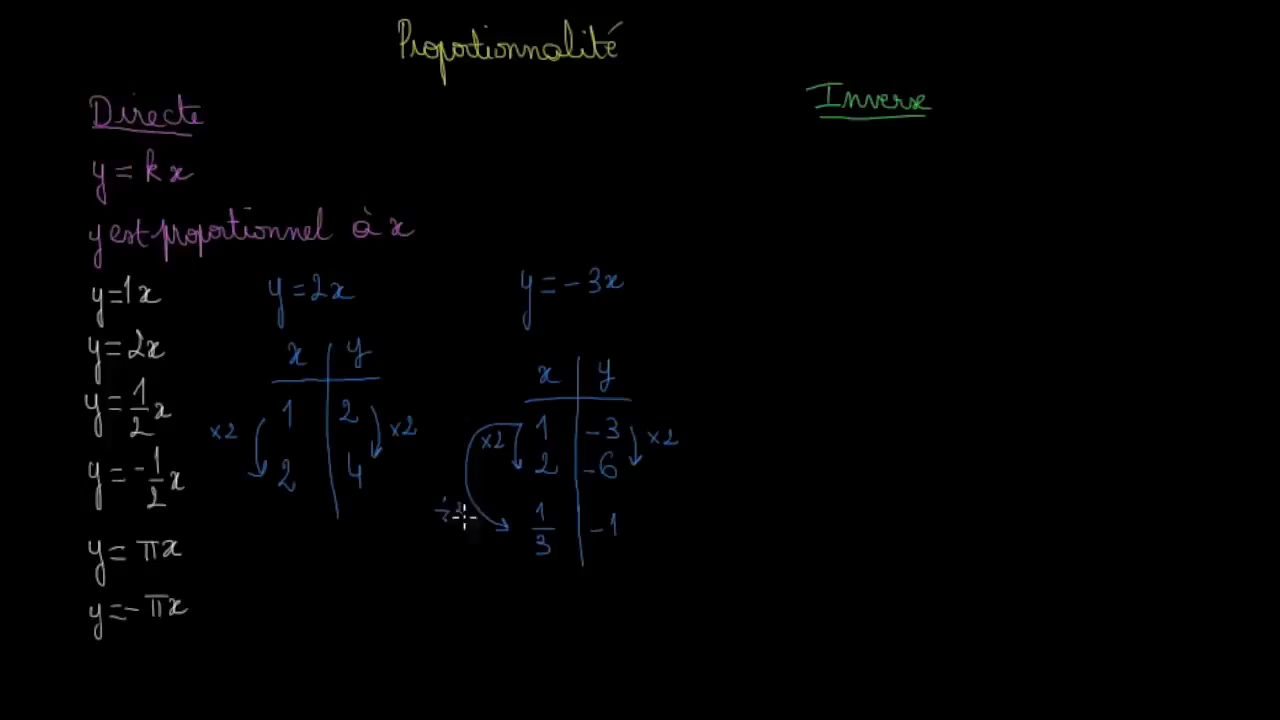 Proportionnalité
Directe
y = kx
y est proportionnel à x
y=1x
y = 2x
y = 1/2 x
y = -1/2 x
y = πx
y = -πx
y = 2x
x | y
1 | 2
2 | 4
×2 ×2
y = -3x
x | y
1 | -3
2 | -6
1/3 | -1
×2 ×2
Inverse